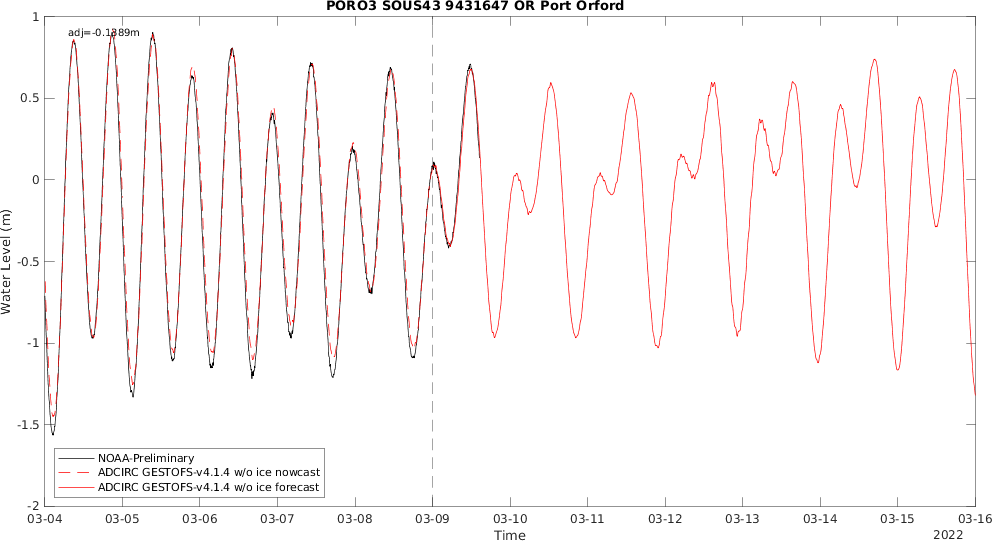 PORO3 SOUS43 9431647 OR Port Orford
adj=-0.1389m
1
0.5
0
-0.5
-1
-1.5
-2
Water Level (m)
NOAA-Preliminary
ADCIRC GESTOFS-v4.1.4 w/o ice nowcast
ADCIRC GESTOFS-v4.1.4 w/o ice forecast
03-04 03-05 03-06 03-07 03-08 03-09 03-10 03-11 03-12 03-13 03-14 03-15 03-16
Time
2022